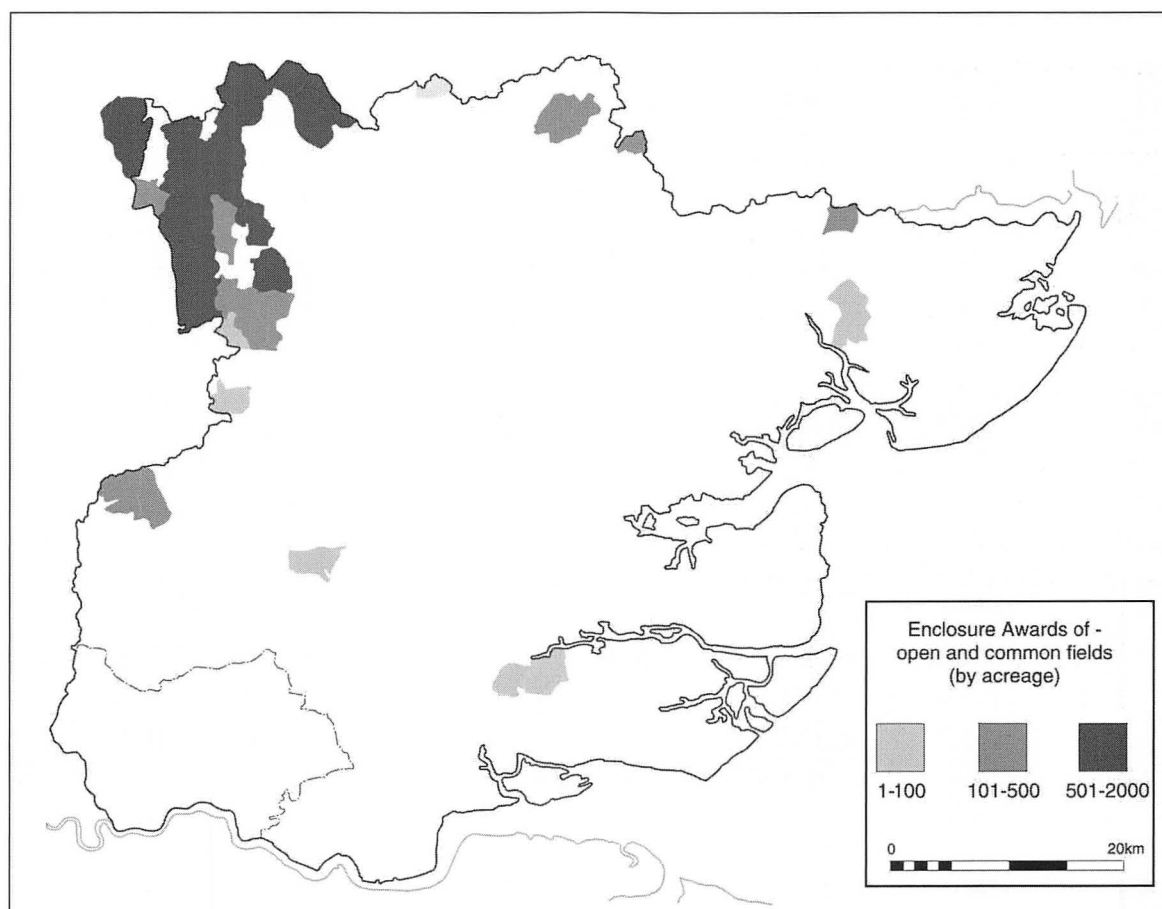 Enclosure Awards of -
open and common fields
(by acreage)
1-100 101-500 501-2000
0 20km